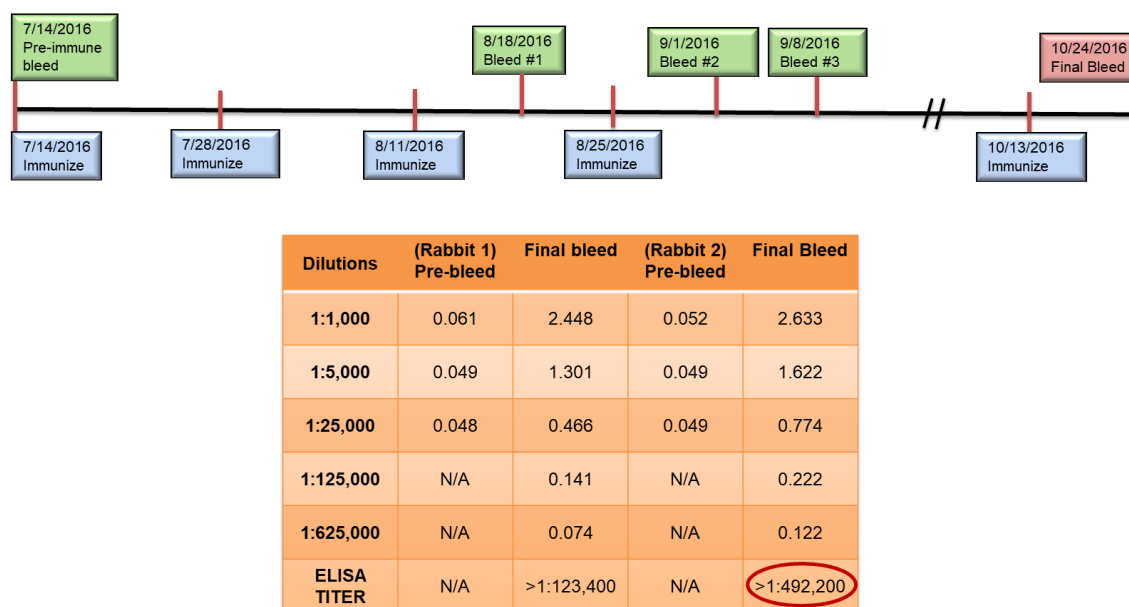 7/14/2016
Pre-immune
bleed
8/18/2016
Bleed #1
9/1/2016
Bleed #2
9/8/2016
Bleed #3
10/24/2016
Final Bleed
7/14/2016
Immunize
7/28/2016
Immunize
8/11/2016
Immunize
8/25/2016
Immunize
10/13/2016
Immunize
Dilutions (Rabbit 1) Pre-bleed Final bleed (Rabbit 2) Pre-bleed Final Bleed
1:1,000 0.061 2.448 0.052 2.633
1:5,000 0.049 1.301 0.049 1.622
1:25,000 0.048 0.466 0.049 0.774
1:125,000 N/A 0.141 N/A 0.222
1:625,000 N/A 0.074 N/A 0.122
ELISA TITER N/A >1:123,400 N/A >1:492,200